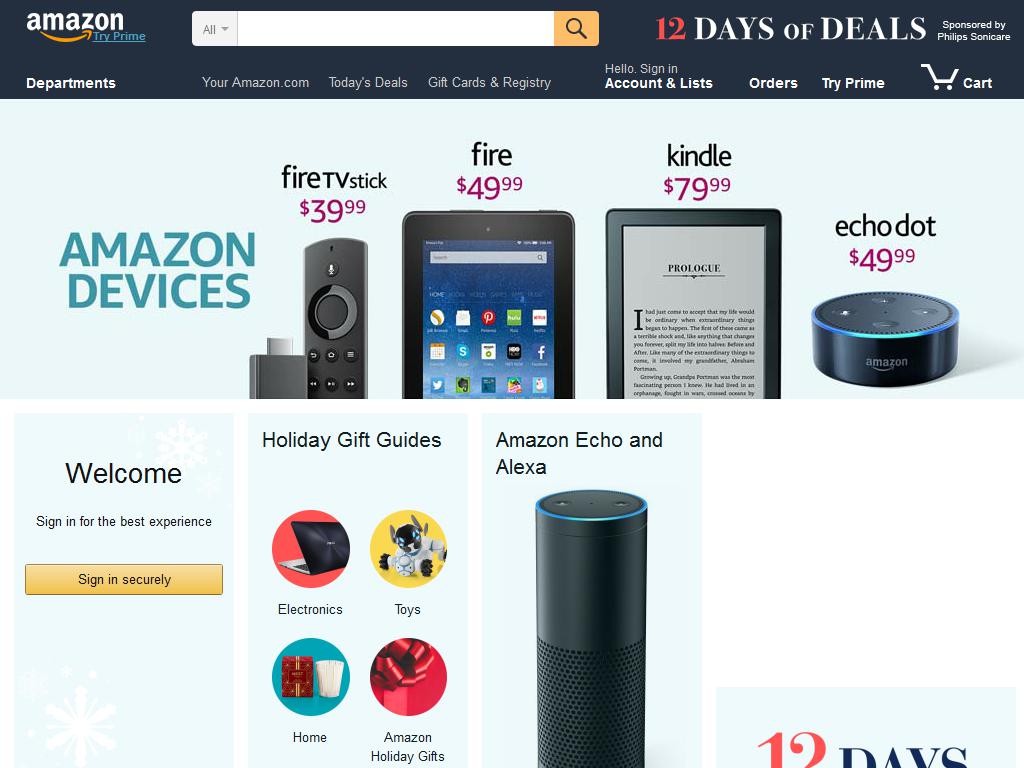 amazon
Try Prime
All
12 DAYS OF DEALS
Sponsored by
Philips Sonicare
Departments
Your Amazon.com
Today's Deals
Gift Cards & Registry
Hello. Sign in
Account & Lists
Orders
Try Prime
Cart
AMAZON
DEVICES
fireTVstick
$39 99
fire
$49 99
kindle
$79 99
echo dot
$49 99
Search
HOME BOOKS VIDEOS GAMES
PROLOGUE
I had just come to accept that my life would
be ordinary when extraordinary things
began to happen. The first of these came as
a terrible shock and, like anything that changes
you forever, split my life into halves: Before and
After. Like many of the extraordinary things to
come, it involved my grandfather, Abraham
Portman.
Growing up, Grandpa Portman was the most
fascinating person I knew. He had lived in an
orphanage, fought in wars, crossed oceans by
amazon
Welcome
Sign in for the best experience
Sign in securely
Holiday Gift Guides
Electronics
Toys
Home
Amazon
Holiday Gifts
Amazon Echo and
Alexa
12 DAYS